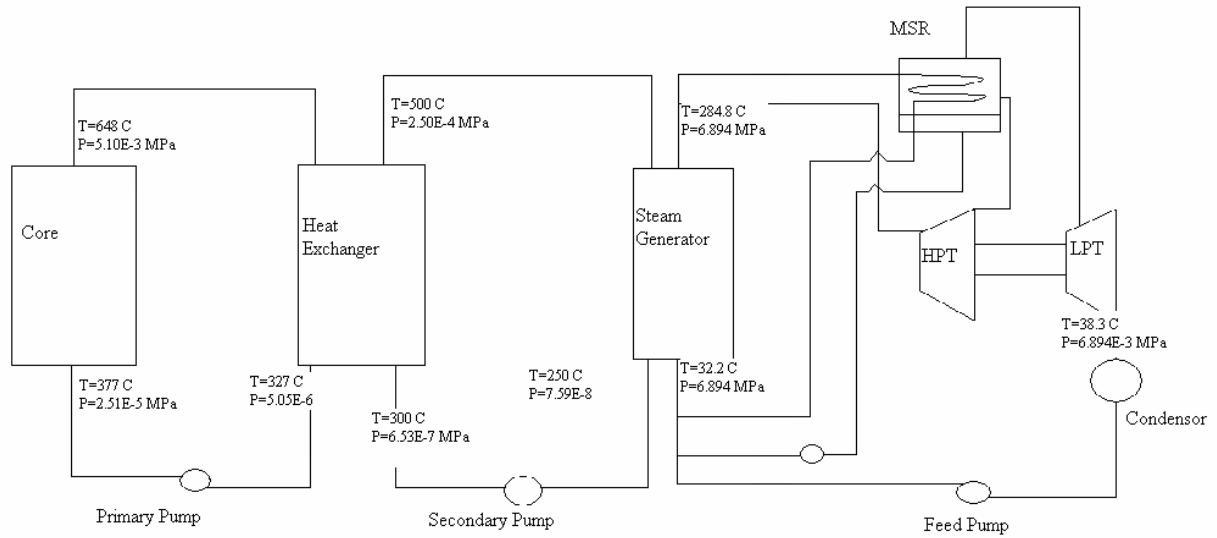 MSR
T=648 C
P=5.10E-3 MPa
T=500 C
P=2.50E-4 MPa
T=284.8 C
P=6.894 MPa
Core
Heat
Exchanger
Steam
Generator
HPT
LPT
T=38.3 C
P=6.894E-3 MPa
T=377 C
P=2.51E-5 MPa
T=327 C
P=5.05E-6
T=300 C
P=6.53E-7 MPa
T=250 C
P=7.59E-8
T=32.2 C
P=6.894 MPa
Condensor
Primary Pump
Secondary Pump
Feed Pump